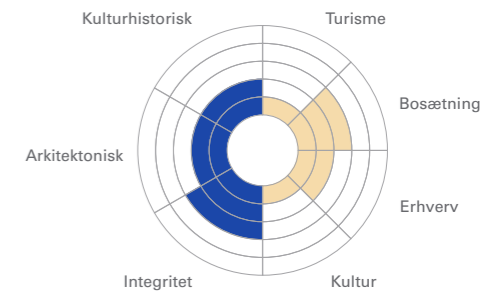 Kulturhistorisk
Turisme
Bosætning
Arkitektonisk
Erhverv
Integritet
Kultur